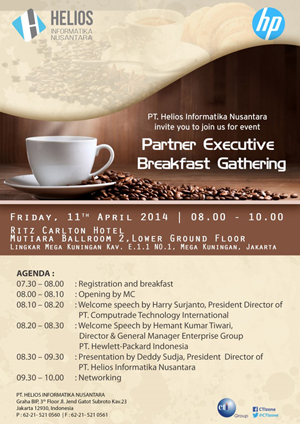 HELIOS
INFORMATIKA
NUSANTARA
hp
PT. Helios Informatika Nusantara
invite you to join us for event
Partner Executive
Breakfast Gathering
Friday, 11TH April 2014 | 08.00 - 10.00
Ritz Carlton Hotel
Mutiara Ballroom 2,Lower Ground Floor
Lingkar Mega Kuningan Kav. E.1.1 No.1. Mega Kuningan, Jakarta
AGENDA :
07.30 – 08.00 : Registration and breakfast
08.00 – 08.10 : Opening by MC
08.10 – 08.20 : Welcome speech by Harry Surjanto, President Director of
PT. Computrade Technology International
08.20 – 08.30 : Welcome Speech by Hemant Kumar Tiwari,
Director & General Manager Enterprise Group
PT. Hewlett-Packard Indonesia
08.30 – 09.30 : Presentation by Deddy Sudja, President Director of
PT. Helios Informatika Nusantara
09.30 – 10.00 : Networking
PT. HELIOS INFORMATIKA NUSANTARA
Graha BIP, 3th Floor Jl. Jend Gatot Subroto Kav.23
Jakarta 12930, Indonesia
P : 62-21- 521 0560 | F : 62-21- 521 0561
Group
CTIzone
@CTIzone